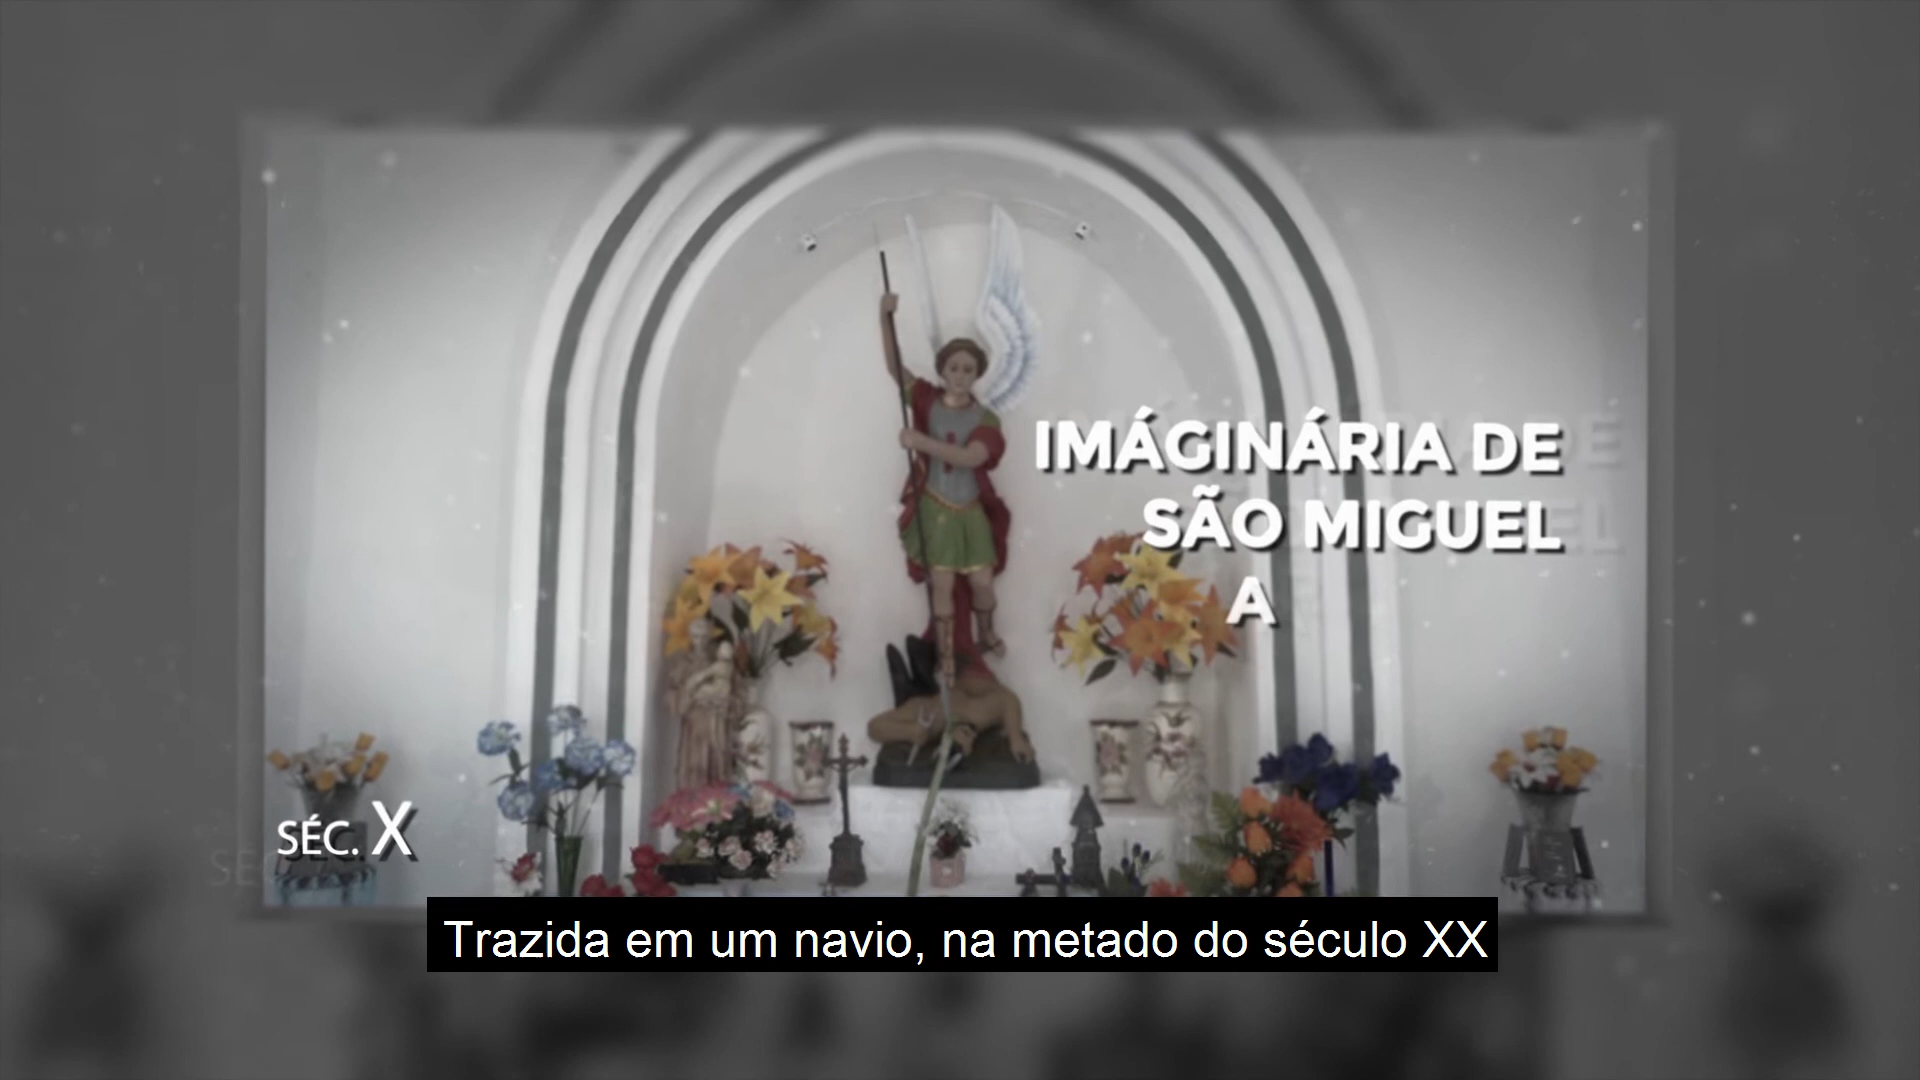 IMÁGINÁRIA DE
SÃO MIGUEL
A
SÉC. X
Trazida em um navio, na metado do século XX